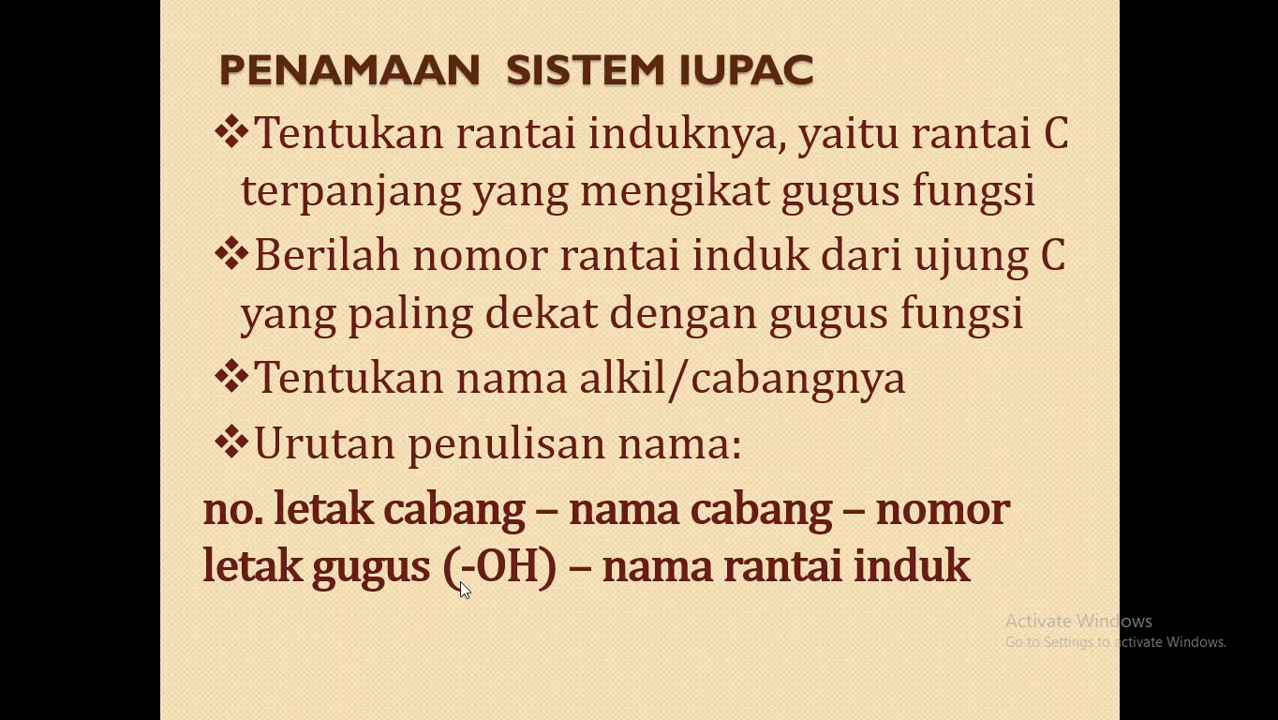 PENAMAAN SISTEM IUPAC
❖Tentukan rantai induknya, yaitu rantai C
terpanjang yang mengikat gugus fungsi
❖Berilah nomor rantai induk dari ujung C
yang paling dekat dengan gugus fungsi
❖Tentukan nama alkil/cabangnya
❖Urutan penulisan nama:
no. letak cabang – nama cabang – nomor
letak gugus (-OH) – nama rantai induk
Activate Windows
Go to Settings to activate Windows.